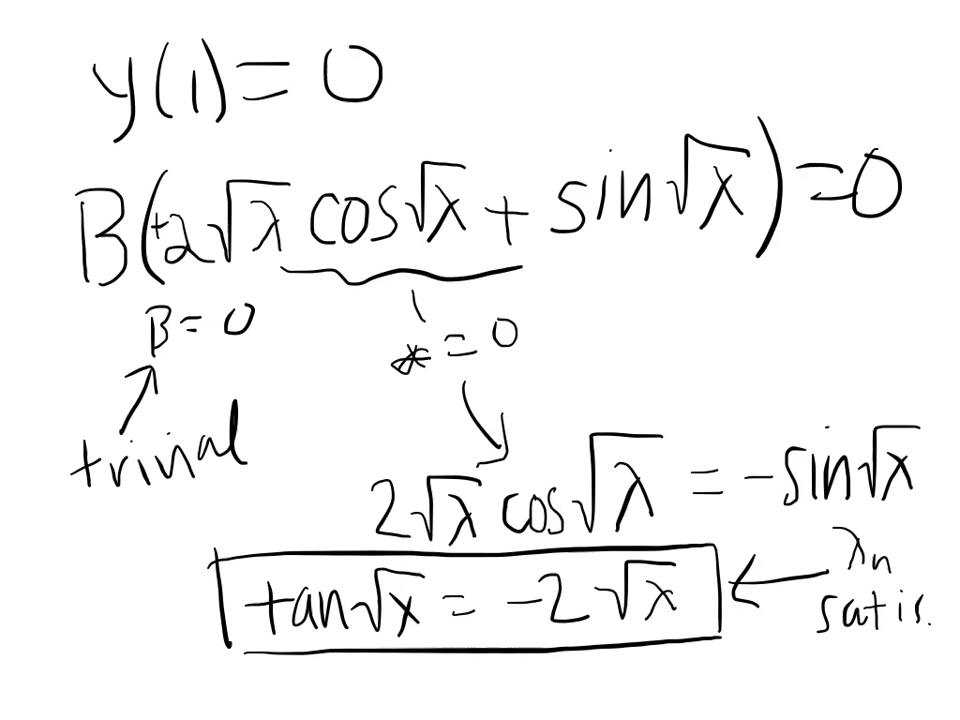 y(1) = 0
B(+2√λ cos√λ + sin√λ) = 0
B = 0
* = 0
trivial
2√λ cos√λ = -sin√λ
tan√λ = -2√λ
λn
satis.